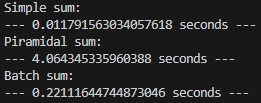 Simple sum:
--- 0.011791563034057618 seconds ---
Piramidal sum:
--- 4.064345335960388 seconds ---
Batch sum:
--- 0.22111644744873046 seconds ---